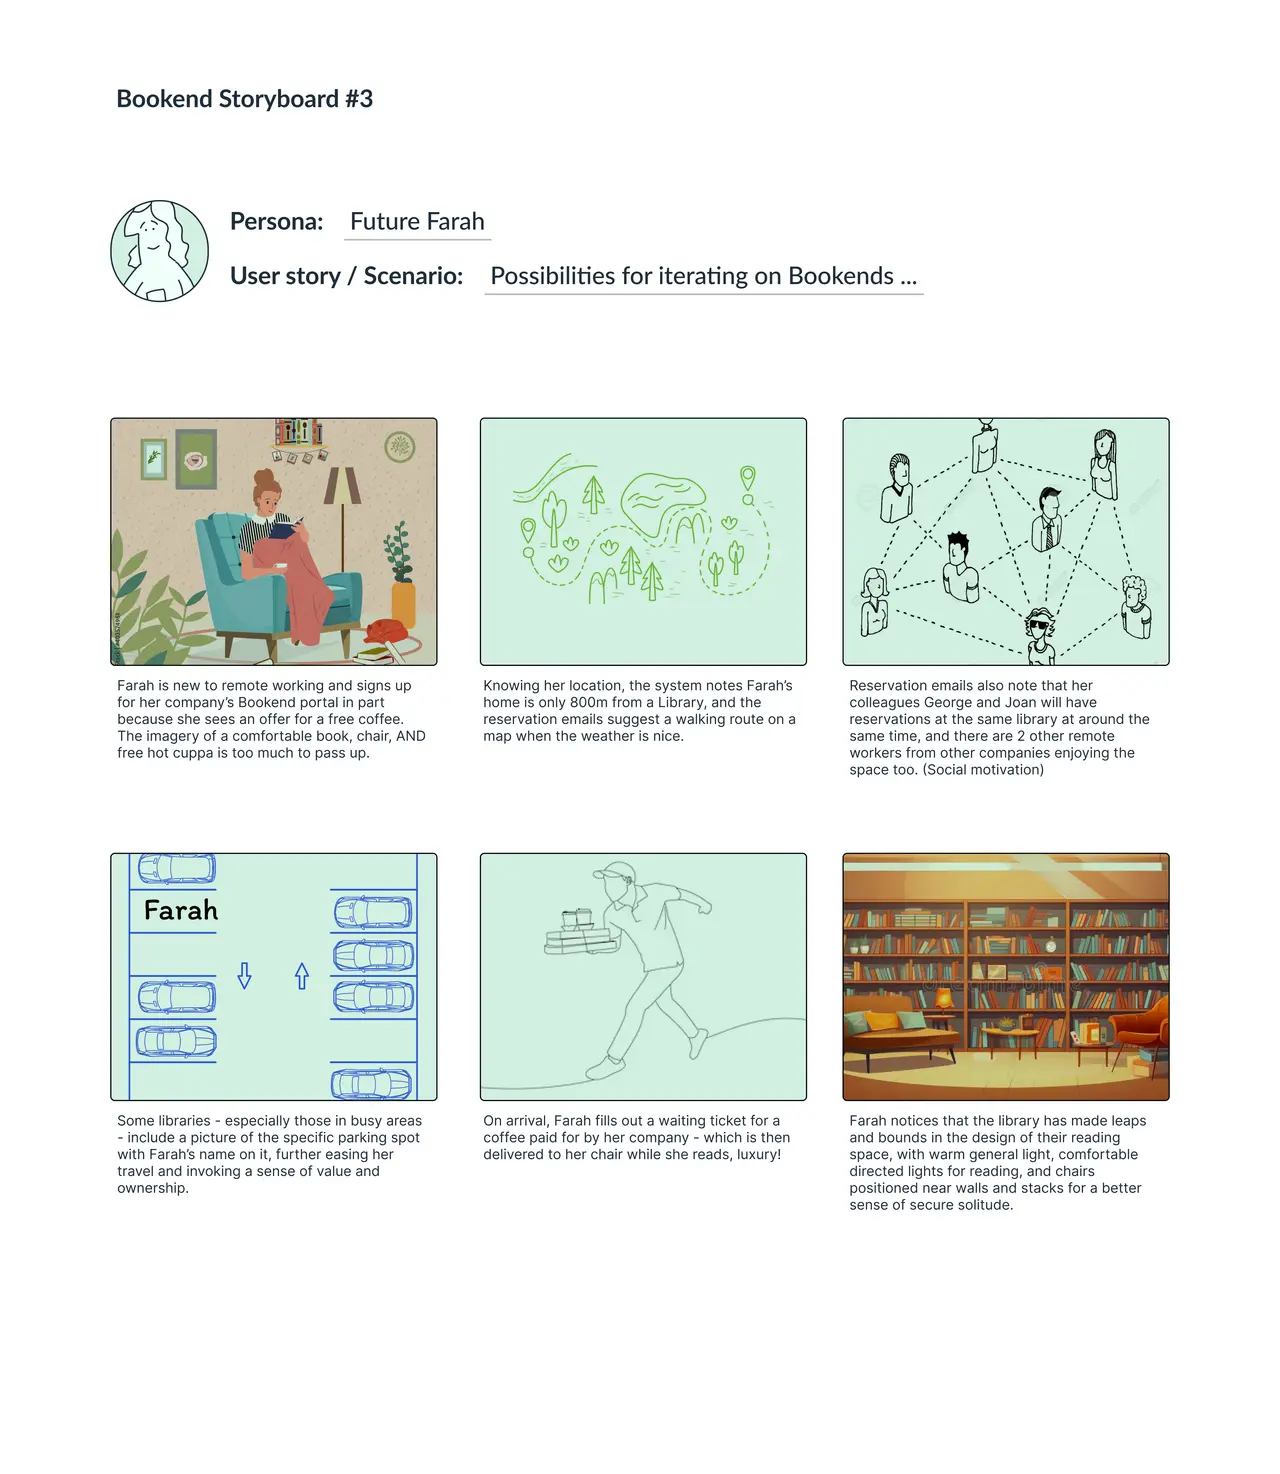 Bookend Storyboard #3
Persona: Future Farah
User story / Scenario: Possibilities for iterating on Bookends ...
Farah is new to remote working and signs up
for her company's Bookend portal in part
because she sees an offer for a free coffee.
The imagery of a comfortable book, chair, AND
free hot cuppa is too much to pass up.
Knowing her location, the system notes Farah's
home is only 800m from a Library, and the
reservation emails suggest a walking route on a
map when the weather is nice.
Reservation emails also note that her
colleagues George and Joan will have
reservations at the same library at around the
same time, and there are 2 other remote
workers from other companies enjoying the
space too. (Social motivation)
Farah
Some libraries - especially those in busy areas
- include a picture of the specific parking spot
with Farah's name on it, further easing her
travel and invoking a sense of value and
ownership.
On arrival, Farah fills out a waiting ticket for a
coffee paid for by her company - which is then
delivered to her chair while she reads, luxury!
dreamstime
Farah notices that the library has made leaps
and bounds in the design of their reading
space, with warm general light, comfortable
directed lights for reading, and chairs
positioned near walls and stacks for a better
sense of secure solitude.